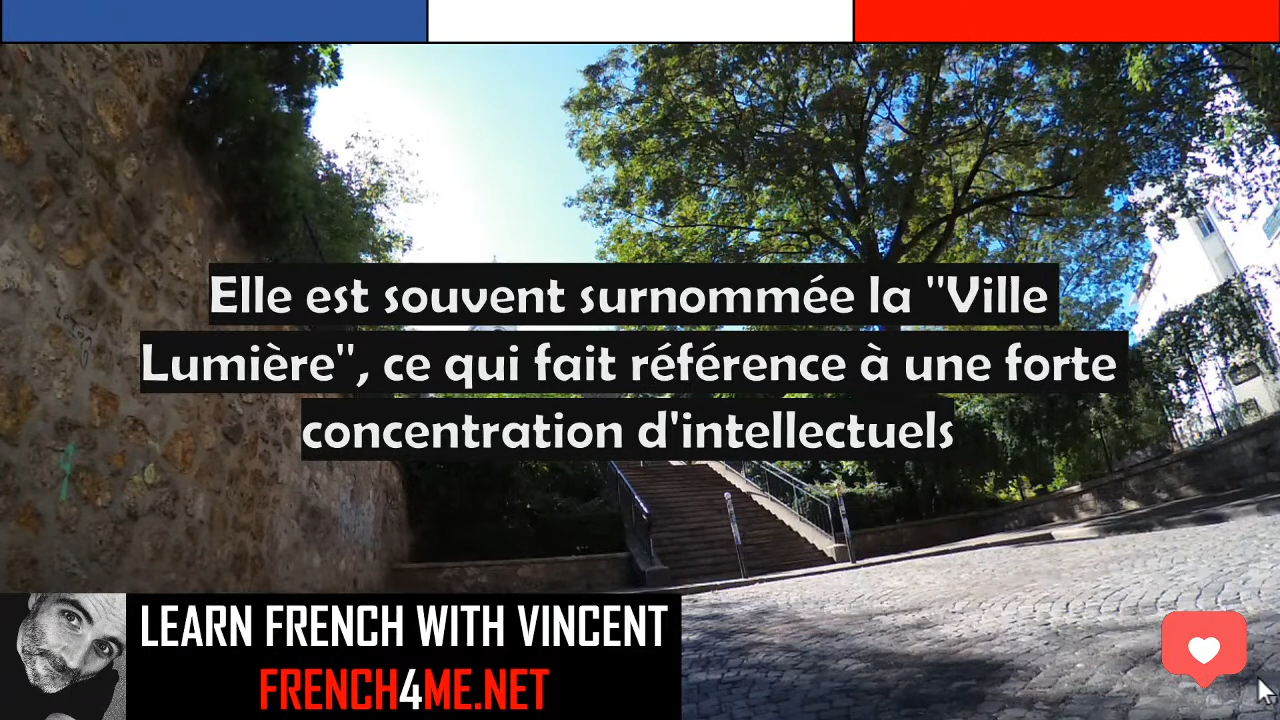 Elle est souvent surnommée la "Ville
Lumière", ce qui fait référence à une forte
concentration d'intellectuels
LEARN FRENCH WITH VINCENT
FRENCH4ME.NET